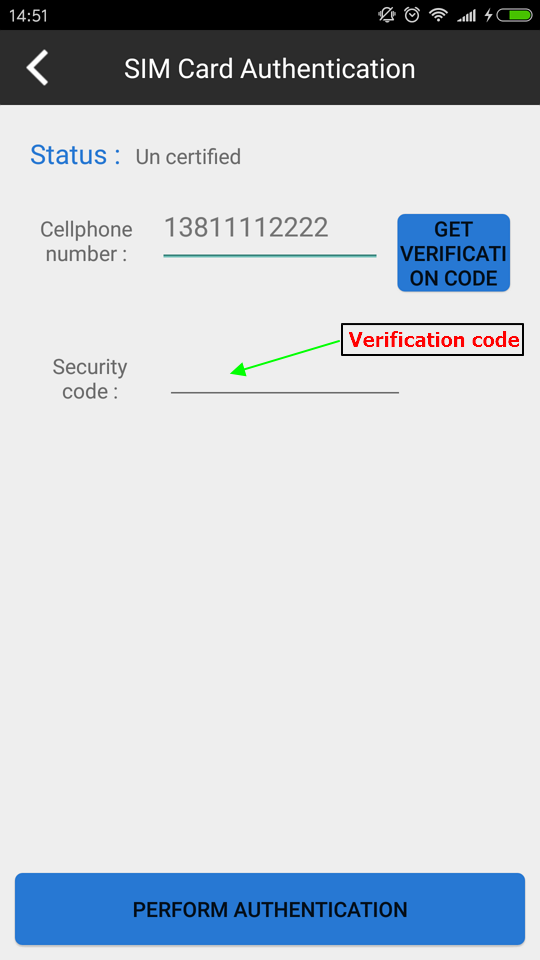 14:51
SIM Card Authentication
Status : Un certified
Cellphone
number :
13811112222
GET
VERIFICATI
ON CODE
Verification code
Security
code :
PERFORM AUTHENTICATION